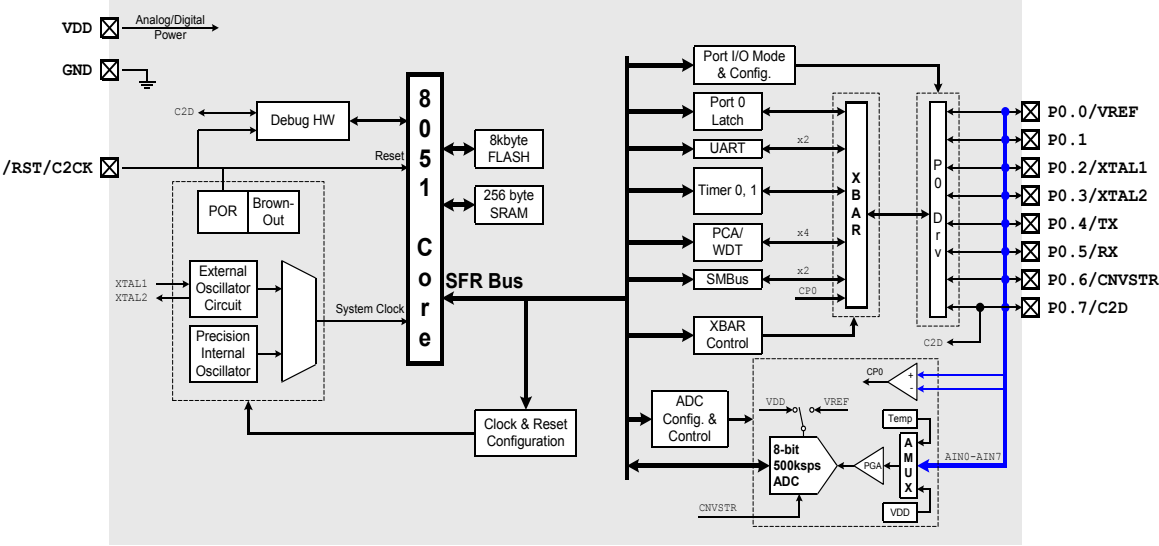 VDD
Analog/Digital
Power
GND
C2D
Debug HW
/RST/C2CK
Reset
POR
Brown-
Out
XTAL1
XTAL2
External
Oscillator
Circuit
Precision
Internal
Oscillator
System Clock
8
0
5
1
C
o
r
e
8kbyte
FLASH
256 byte
SRAM
SFR Bus
Clock & Reset
Configuration
Port I/O Mode
& Config.
Port 0
Latch
UART
x2
Timer 0, 1
PCA/
WDT
x4
SMBus
x2
CP0
XBAR
Control
X
B
A
R
P
0
D
r
v
P0.0/VREF
P0.1
P0.2/XTAL1
P0.3/XTAL2
P0.4/TX
P0.5/RX
P0.6/CNVSTR
P0.7/C2D
C2D
CP0
+
-
ADC
Config. &
Control
VDD
VREF
Temp
8-bit
500ksps
ADC
PGA
A
M
U
X
AIN0-AIN7
VDD
CNVSTR